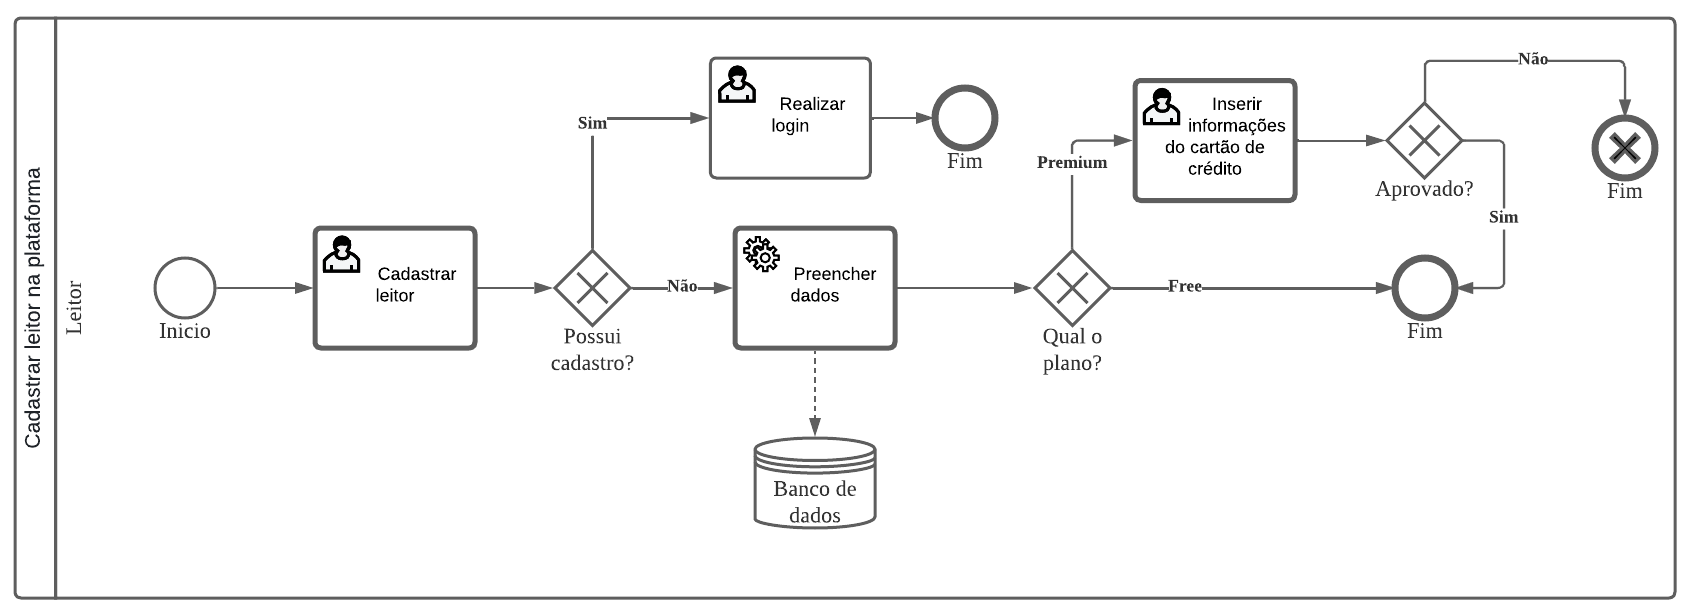 Cadastrar leitor na plataforma
Leitor
Inicio
Cadastrar
leitor
Possui
cadastro?
Sim
Realizar
login
Fim
Não
Preencher
dados
Banco de
dados
Qual o
plano?
Premium
Inserir
informações
do cartão de
crédito
Aprovado?
Não
Fim
Sim
Free
Fim